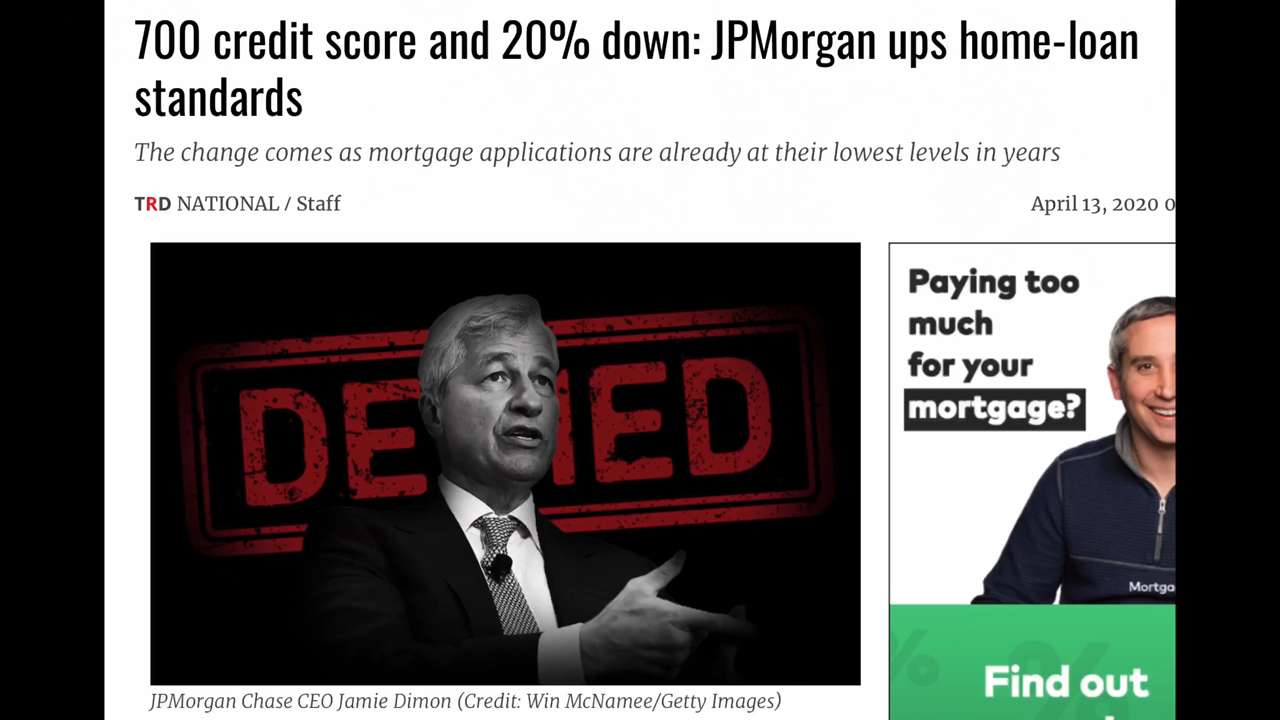 700 credit score and 20% down: JPMorgan ups home-loan
standards
The change comes as mortgage applications are already at their lowest levels in years
TRD NATIONAL / Staff
April 13, 2020 0
DENIED
Paying too
much
for your
mortgage?
Mortga
%
%
Find out
JPMorgan Chase CEO Jamie Dimon (Credit: Win McNamee/Getty Images)